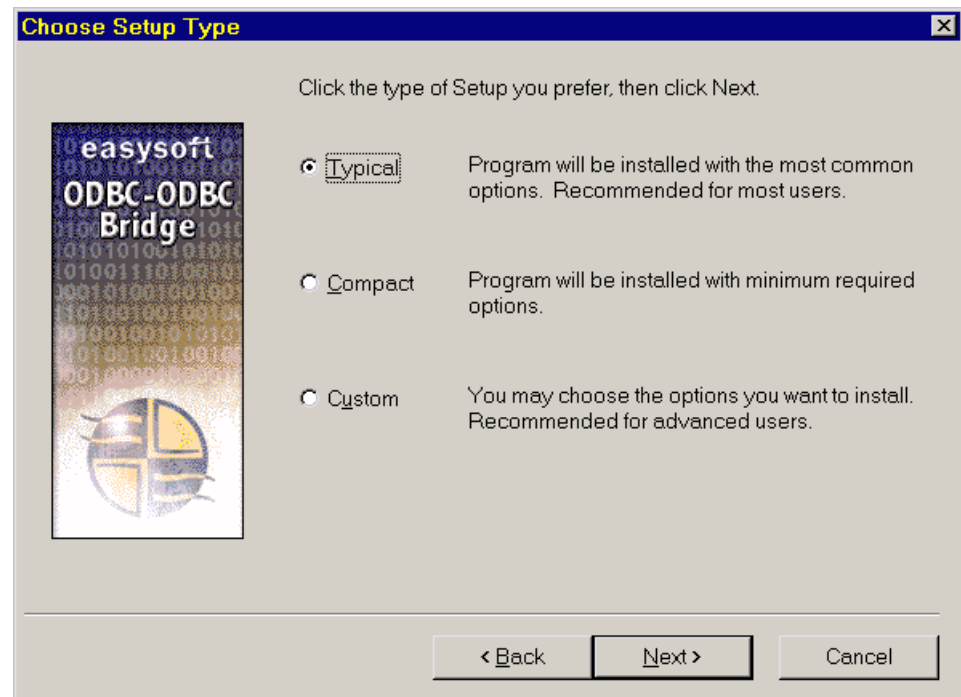 Choose Setup Type
Click the type of Setup you prefer, then click Next.
easysoft
ODBC-ODBC
Bridge
Typical
Program will be installed with the most common
options. Recommended for most users.
Compact
Program will be installed with minimum required
options.
Custom
You may choose the options you want to install.
Recommended for advanced users.
< Back
Next >
Cancel